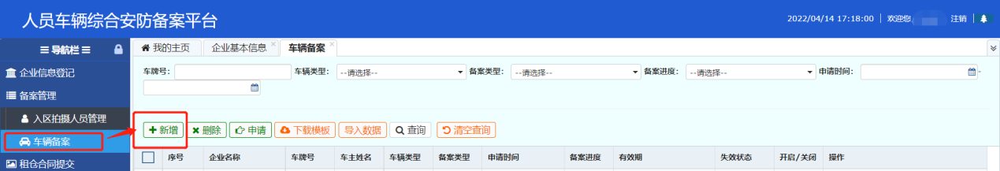 人员车辆综合安防备案平台
2022/04/14 17:18:00 欢迎您, 注销
导航栏
我的主页 企业基本信息 车辆备案
企业信息登记
备案管理
入区拍摄人员管理
车辆备案
租仓合同提交
车牌号: 车辆类型: --请选择-- 备案类型: --请选择-- 备案进度: --请选择-- 申请时间: -
新增 删除 申请 下载模板 导入数据 查询 清空查询
序号 企业名称 车牌号 车主姓名 车辆类型 备案类型 申请时间 备案进度 有效期 失效状态 开启/关闭 操作